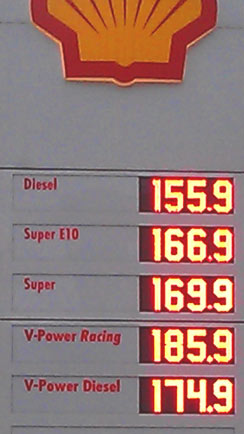 Diesel 155.9
Super E10 166.9
Super 169.9
V-Power Racing 185.9
V-Power Diesel 174.9